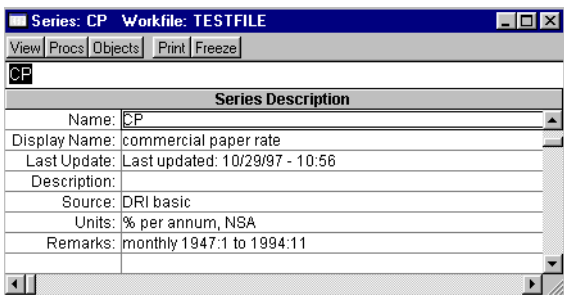 Series: CP Workfile: TESTFILE
View Procs Objects Print Freeze
CP
Series Description
Name: CP
Display Name: commercial paper rate
Last Update: Last updated: 10/29/97 - 10:56
Description:
Source: DRI basic
Units: % per annum, NSA
Remarks: monthly 1947:1 to 1994:11